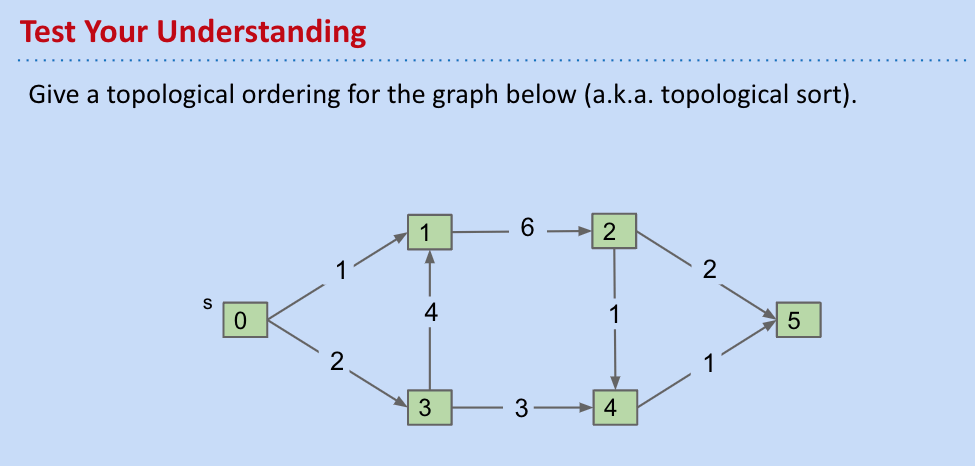 Test Your Understanding
Give a topological ordering for the graph below (a.k.a. topological sort).
1 6 2
1 2
s 0 4 1 5
2 1
3 3 4